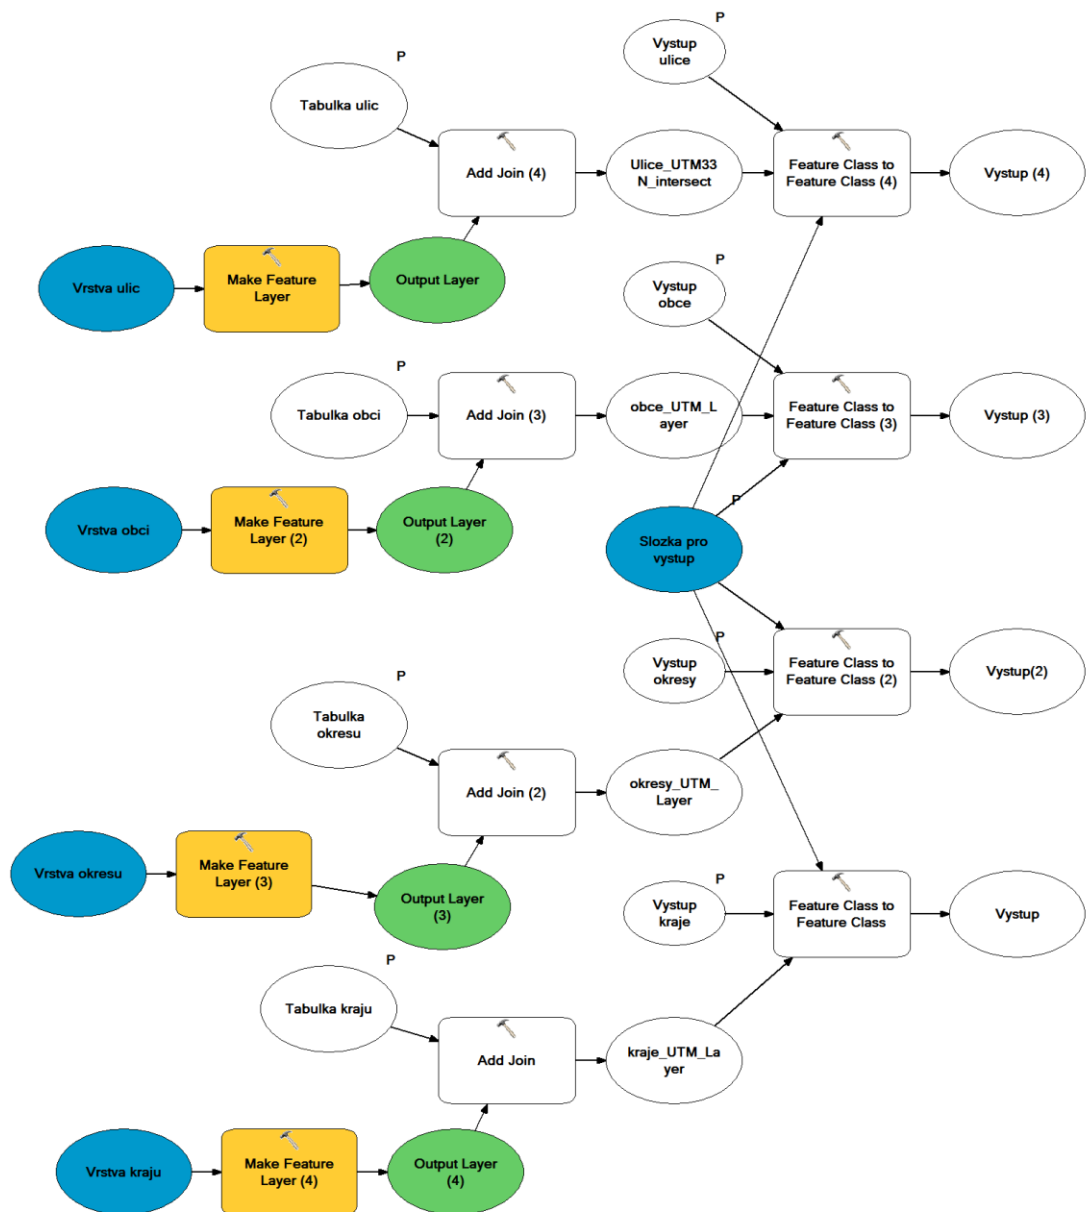 P
Vystup
ulice
P
Tabulka ulic
Add Join (4)
Ulice_UTM33
N_intersect
Feature Class to
Feature Class (4)
Vystup (4)
Vrstva ulic
Make Feature
Layer
Output Layer
P
Vystup
obce
P
Tabulka obci
Add Join (3)
obce_UTM_L
ayer
Feature Class to
Feature Class (3)
Vystup (3)
Vrstva obci
Make Feature
Layer (2)
Output Layer
(2)
P
Slozka pro
vystup
P
Vystup
okresy
Feature Class to
Feature Class (2)
Vystup(2)
P
Tabulka
okresu
Add Join (2)
okresy_UTM_
Layer
Vrstva okresu
Make Feature
Layer (3)
Output Layer
(3)
P
Vystup
kraje
Feature Class to
Feature Class
Vystup
P
Tabulka kraju
Add Join
kraje_UTM_La
yer
Vrstva kraju
Make Feature
Layer (4)
Output Layer
(4)